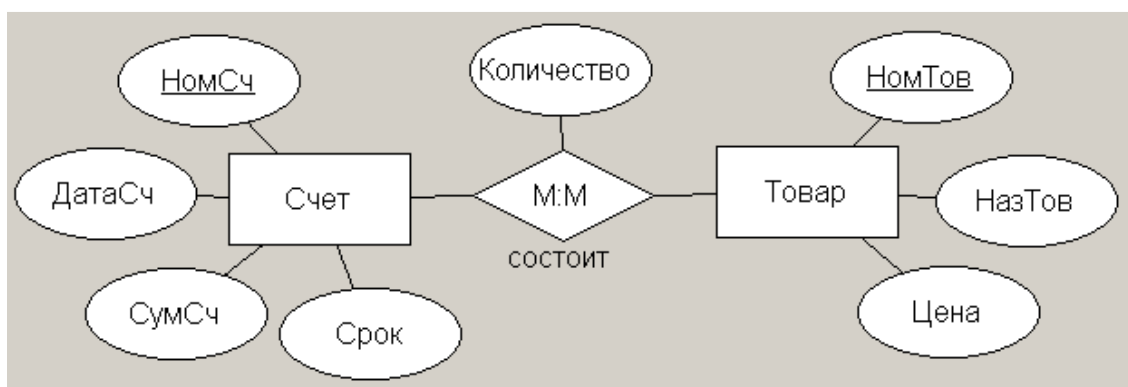 НомСч
Количество
НомТов
ДатаСч
Счет
М:М
Товар
НазТов
состоит
СумСч
Срок
Цена